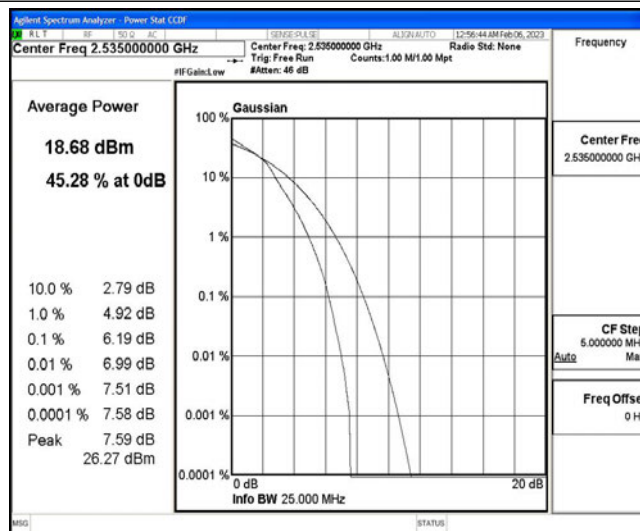 Agilent Spectrum Analyzer - Power Stat CCDF
RLT RF 50 Ω AC SENSE:PULSE ALIGNAUTO 12:56:44 AM Feb 06, 2023
Center Freq 2.535000000 GHz
Center Freq: 2.535000000 GHz Radio Std: None
Trig: Free Run Counts:1.00 M/1.00 Mpt
#IFGain:Low #Atten: 46 dB
Frequency
Average Power
18.68 dBm
45.28 % at 0dB
10.0 % 2.79 dB
1.0 % 4.92 dB
0.1 % 6.19 dB
0.01 % 6.99 dB
0.001 % 7.51 dB
0.0001 % 7.58 dB
Peak 7.59 dB
26.27 dBm
Gaussian
100 %
10 %
1 %
0.1 %
0.01 %
0.001 %
0.0001 %
0 dB 20 dB
Info BW 25.000 MHz
Center Fre
2.535000000 GH
CF Ste
5.000000 MH
Auto Ma
Freq Offse
0 H
MSG STATUS